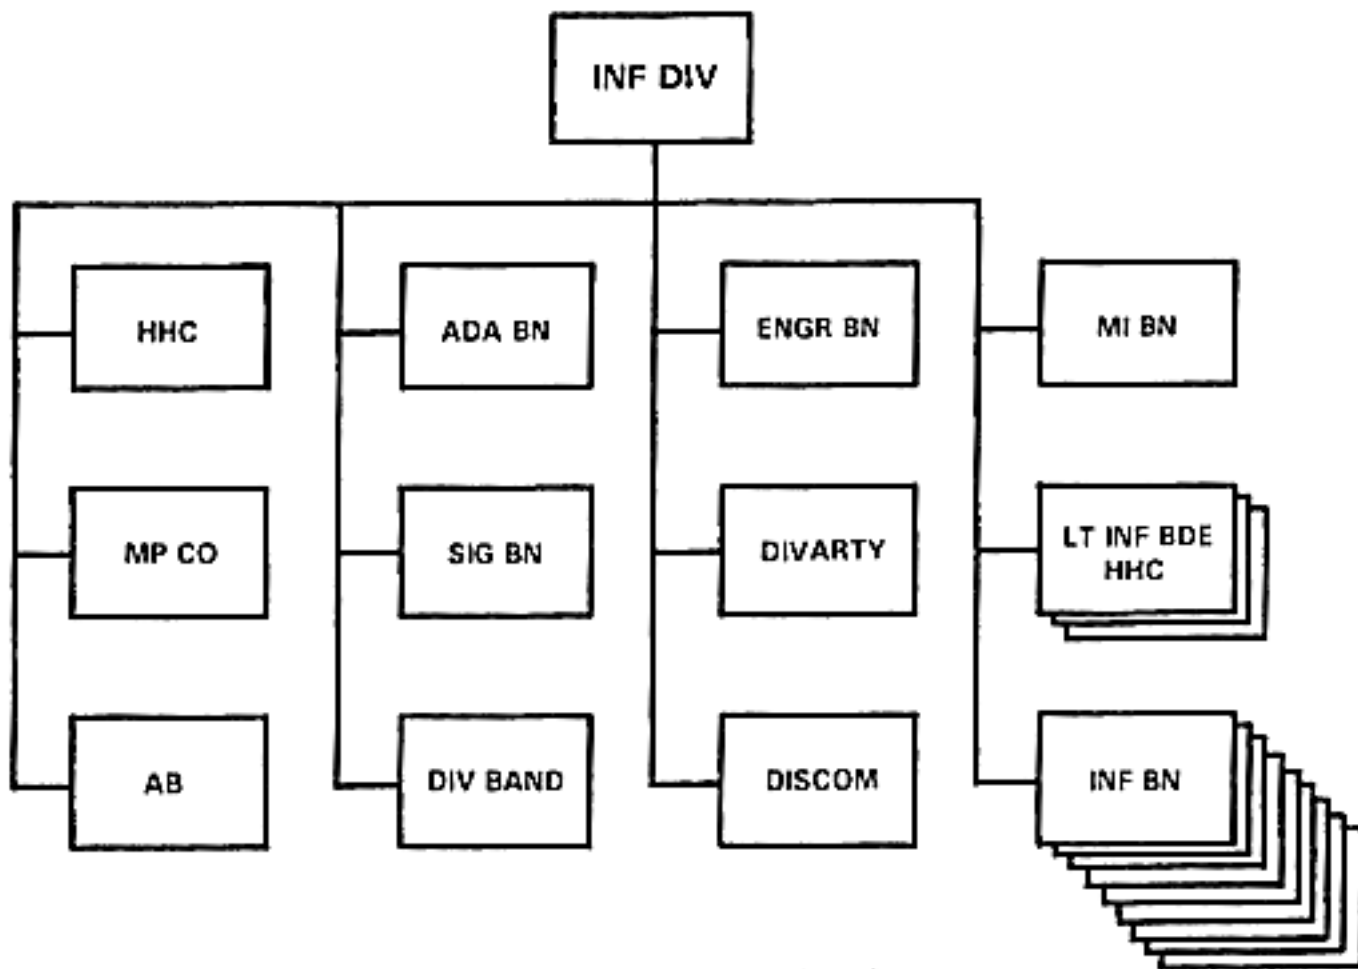 INF DIV
HHC
ADA BN
ENGR BN
MI BN
MP CO
SIG BN
DIVARTY
LT INF BDE
HHC
AB
DIV BAND
DISCOM
INF BN